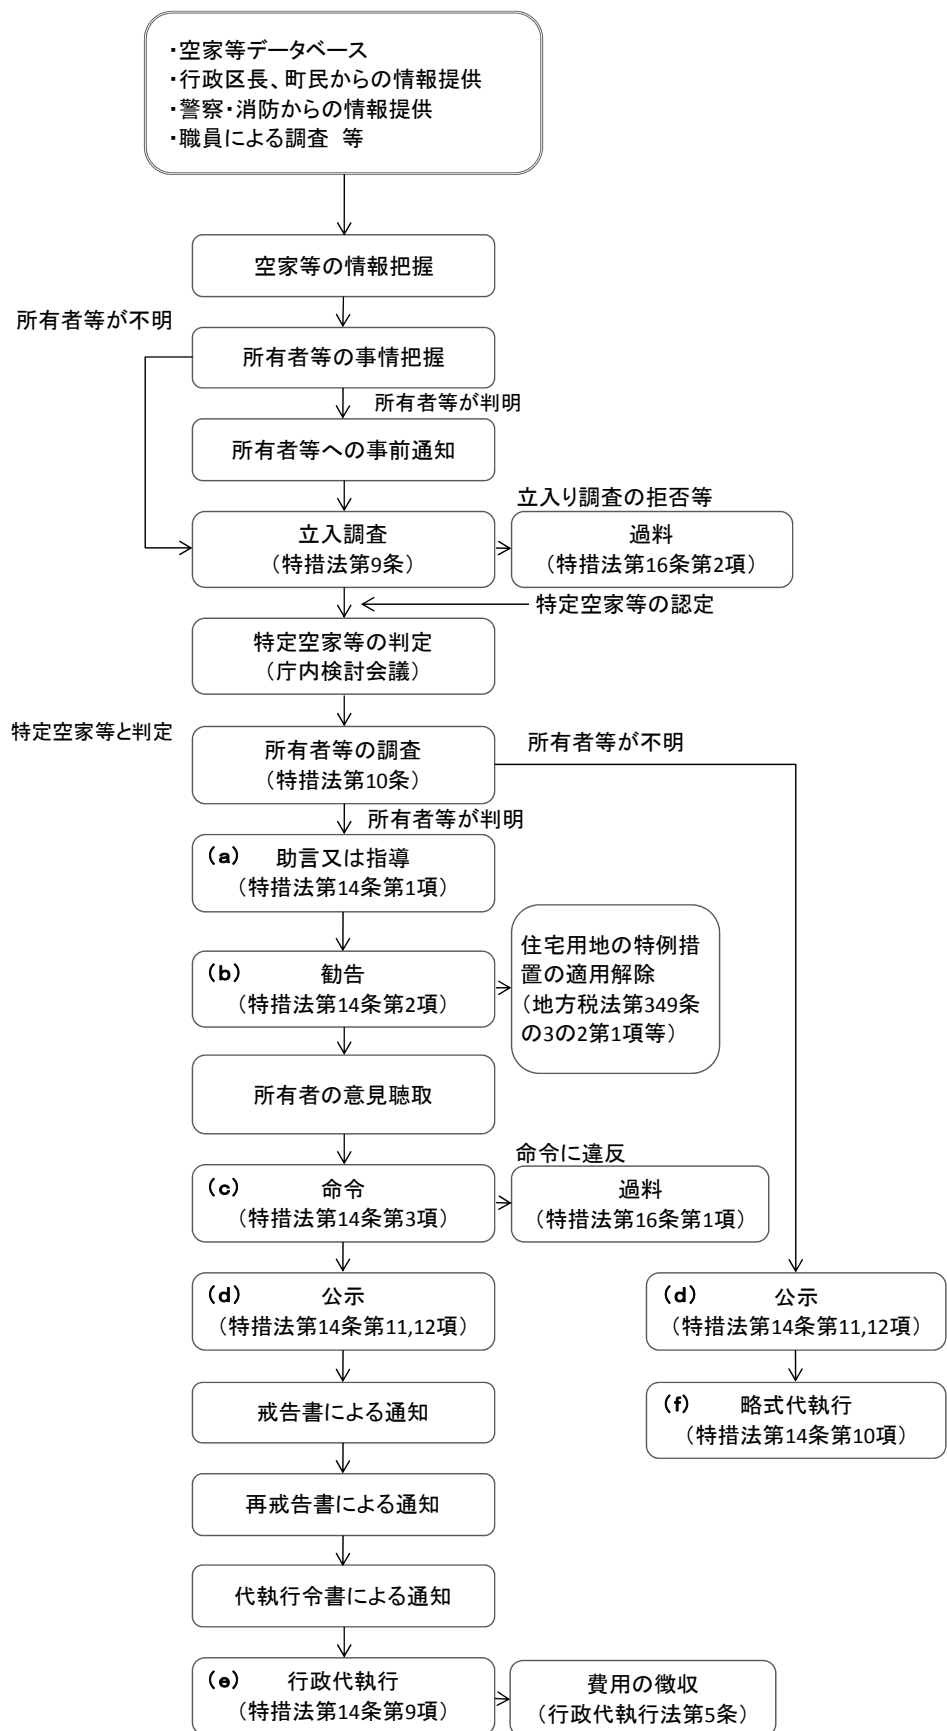 ・空家等データベース
・行政区長、町民からの情報提供
・警察・消防からの情報提供
・職員による調査 等
空家等の情報把握
所有者等が不明
所有者等の事情把握
所有者等が判明
所有者等への事前通知
立入り調査の拒否等
立入調査
（特措法第9条）
過料
（特措法第16条第2項）
特定空家等の認定
特定空家等の判定
（庁内検討会議）
特定空家等と判定
所有者等の調査
（特措法第10条）
所有者等が不明
所有者等が判明
（a） 助言又は指導
（特措法第14条第1項）
（b） 勧告
（特措法第14条第2項）
住宅用地の特例措
置の適用解除
（地方税法第349条
の3の2第1項等）
所有者の意見聴取
命令に違反
（c） 命令
（特措法第14条第3項）
過料
（特措法第16条第1項）
（d） 公示
（特措法第14条第11,12項）
（d） 公示
（特措法第14条第11,12項）
戒告書による通知
（f） 略式代執行
（特措法第14条第10項）
再戒告書による通知
代執行令書による通知
（e） 行政代執行
（特措法第14条第9項）
費用の徴収
（行政代執行法第5条）